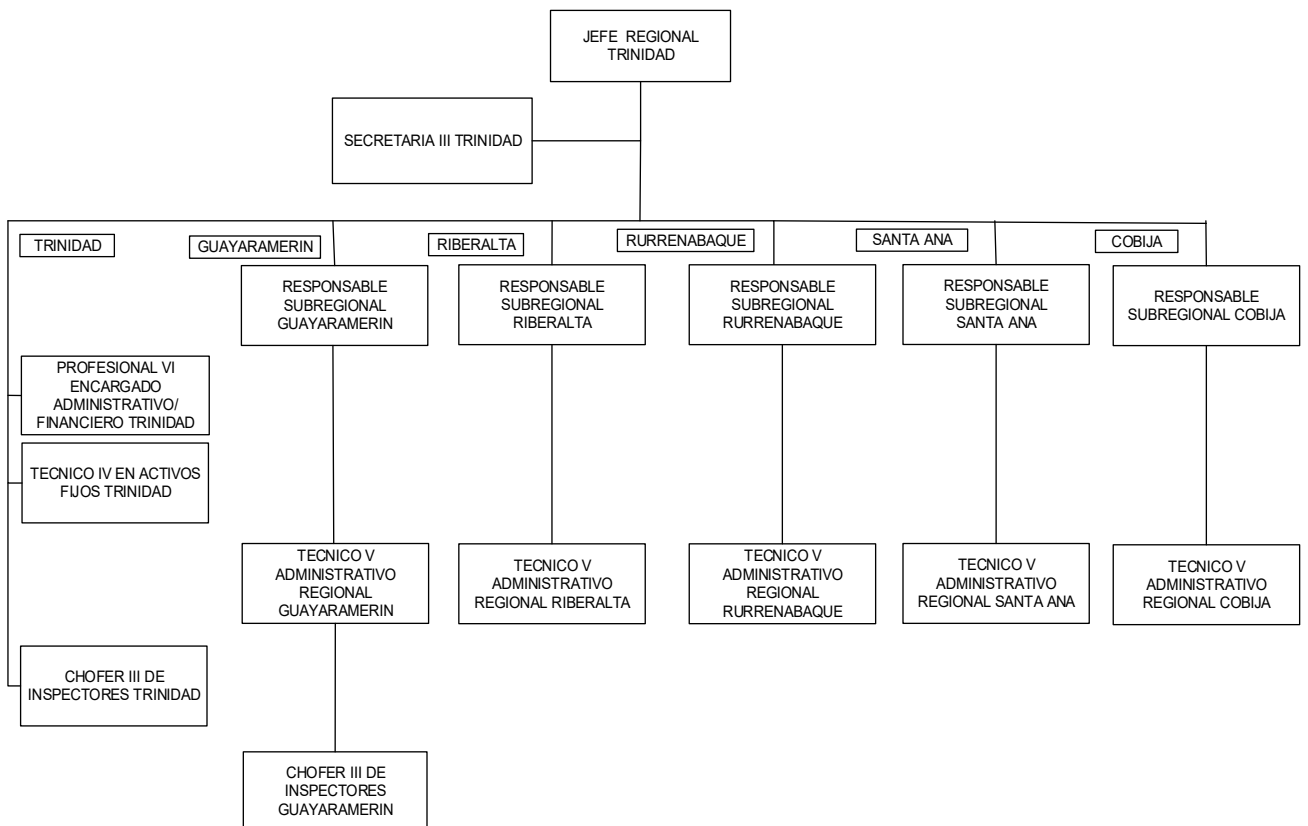 JEFE REGIONAL
TRINIDAD
SECRETARIA III TRINIDAD
TRINIDAD
GUAYARAMERIN
RIBERALTA
RURRENABAQUE
SANTA ANA
COBIJA
RESPONSABLE
SUBREGIONAL
GUAYARAMERIN
RESPONSABLE
SUBREGIONAL
RIBERALTA
RESPONSABLE
SUBREGIONAL
RURRENABAQUE
RESPONSABLE
SUBREGIONAL
SANTA ANA
RESPONSABLE
SUBREGIONAL COBIJA
PROFESIONAL VI
ENCARGADO
ADMINISTRATIVO/
FINANCIERO TRINIDAD
TECNICO IV EN ACTIVOS
FIJOS TRINIDAD
TECNICO V
ADMINISTRATIVO
REGIONAL
GUAYARAMERIN
TECNICO V
ADMINISTRATIVO
REGIONAL RIBERALTA
TECNICO V
ADMINISTRATIVO
REGIONAL
RURRENABAQUE
TECNICO V
ADMINISTRATIVO
REGIONAL SANTA ANA
TECNICO V
ADMINISTRATIVO
REGIONAL COBIJA
CHOFER III DE
INSPECTORES TRINIDAD
CHOFER III DE
INSPECTORES
GUAYARAMERIN